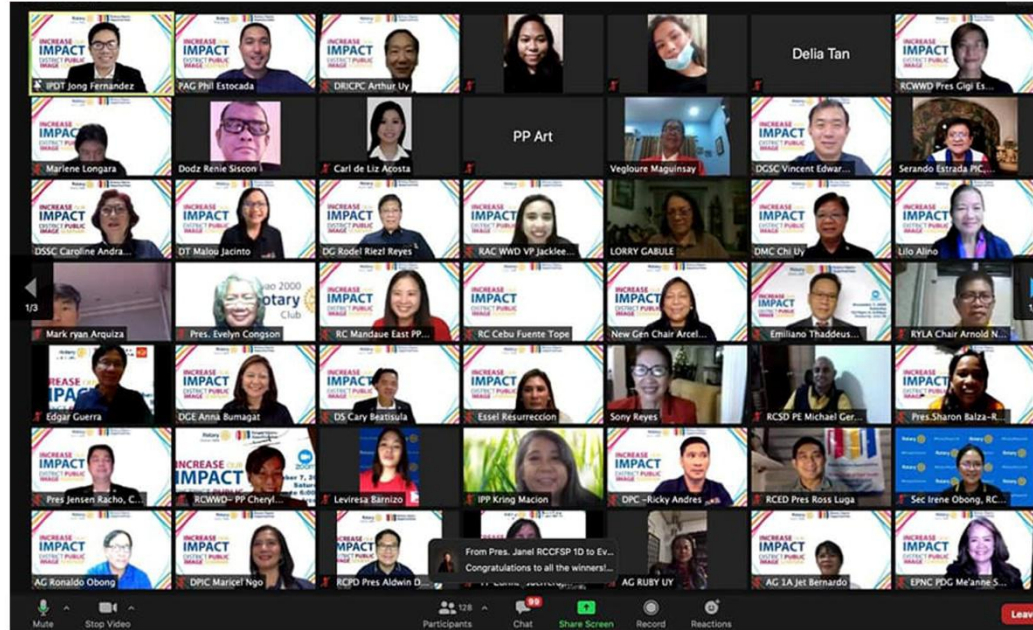 INCREASE OUR
IMPACT
DISTRICT PUBLIC
IMAGE
Rotary
IPDT Jong Fernandez
PAG Phil Estocada
DRICPC Arthur Uy
Delia Tan
RCWWD Pres Gigi Es...
Marlene Longara
Dodz Renie Siscon
Carl de Liz Acosta
PP Art
Vegloure Maguinsay
DGSC Vincent Edwar...
Serando Estrada PIC,...
DSSC Caroline Andra...
DT Malou Jacinto
DG Rodel Riezl Reyes
RAC WWD VP Jacklee...
LORRY GABULE
DMC Chi Uy
Lilo Alino
1/3
2000
otary
Club
Mark ryan Arquiza
Pres. Evelyn Congson
RC Mandaue East PP...
RC Cebu Fuente Tope
New Gen Chair Arcel...
Emiliano Thaddeus...
RYLA Chair Arnold N...
Edgar Guerra
DGE Anna Bumagat
DS Cary Beatisula
Essel Resurreccion
Sony Reyes
RCSD PE Michael Ger...
Pres.Sharon Balza-R...
Pres Jensen Racho, C...
RCWWD- PP Cheryl...
Leviresa Barnizo
IPP Kring Macion
DPC -Ricky Andres
RCED Pres Ross Luga
Sec Irene Obong, RC...
AG Ronaldo Obong
DPIC Maricel Ngo
RCPD Pres Aldwin D...
From Pres. Janel RCCFSP 1D to Ev...
Congratulations to all the winners!...
AG RUBY UY
AG 1A Jet Bernardo
EPNC PDG Me'anne S...
Mute
Stop Video
Participants
128
Chat
99
Share Screen
Record
Reactions
Leav